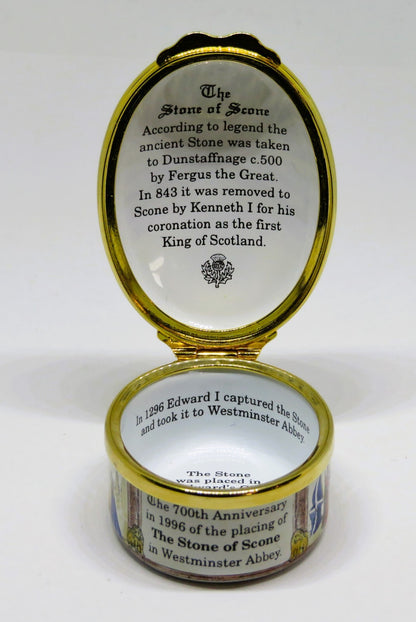 The
Stone of Scone
According to legend the
ancient Stone was taken
to Dunstaffnage c.500
by Fergus the Great.
In 843 it was removed to
Scone by Kenneth I for his
coronation as the first
King of Scotland.
In 1296 Edward I captured the Stone
and took it to Westminster Abbey.
The Stone
was placed in
The 700th Anniversary
in 1996 of the placing of
The Stone of Scone
in Westminster Abbey.